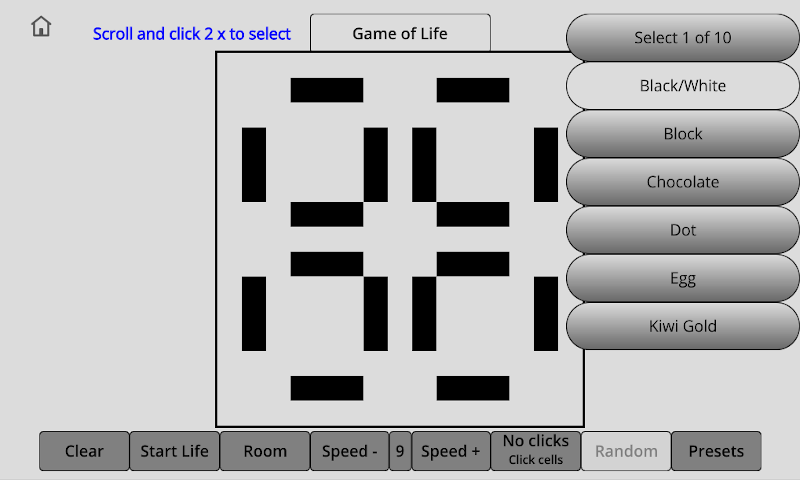 Scroll and click 2 x to select
Game of Life
Select 1 of 10
Black/White
Block
Chocolate
Dot
Egg
Kiwi Gold
Clear
Start Life
Room
Speed -
9
Speed +
No clicks
Click cells
Random
Presets